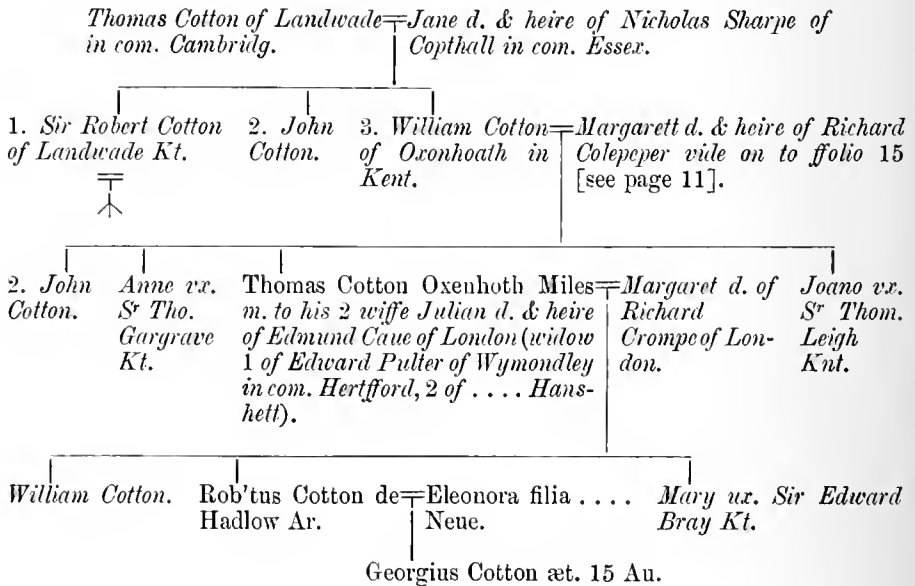 Thomas Cotton of Landwade Jane d. & heire of Nicholas Sharpe of
in com. Cambridg. Copthall in com. Essex.
1. Sir Robert Cotton
of Landwade Kt.
2. John
Cotton.
3. William Cotton
of Oxonhoath in
Kent.
Margarett d. & heire of Richard
Colepeper vide on to ffolio 15
[see page 11].
2. John
Cotton.
Anne vx.
Sr Tho.
Gargrave
Kt.
Thomas Cotton Oxenhoth Miles
m. to his 2 wiffe Julian d. & heire
of Edmund Caue of London (widow
1 of Edward Pulter of Wymondley
in com. Hertfford, 2 of .... Hans-
hett).
Margaret d. of
Richard
Crompe of Lon-
don.
Joano vx.
Sr Thom.
Leigh
Knt.
William Cotton.
Rob'tus Cotton de
Hadlow Ar.
Eleonora filia ....
Neue.
Mary ux. Sir Edward
Bray Kt.
Georgius Cotton æt. 15 Au.